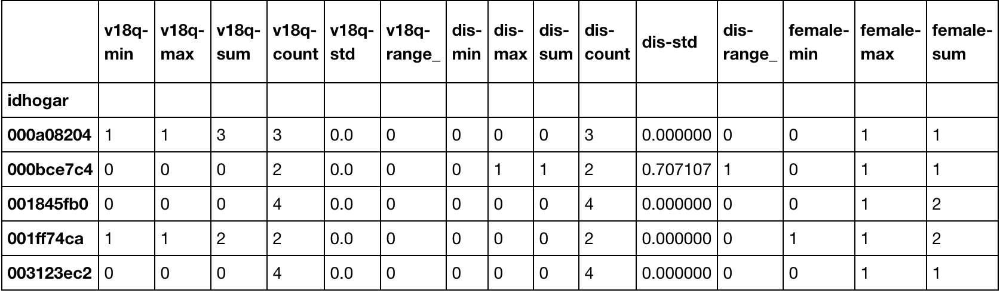 v18q-min v18q-max v18q-sum v18q-count v18q-std v18q-range_ dis-min dis-max dis-sum dis-count dis-std dis-range_ female-min female-max female-sum
idhogar
000a08204 1 1 3 3 0.0 0 0 0 0 3 0.000000 0 0 1 1
000bce7c4 0 0 0 2 0.0 0 0 1 1 2 0.707107 1 0 1 1
001845fb0 0 0 0 4 0.0 0 0 0 0 4 0.000000 0 0 1 2
001ff74ca 1 1 2 2 0.0 0 0 0 0 2 0.000000 0 1 1 2
003123ec2 0 0 0 4 0.0 0 0 0 0 4 0.000000 0 0 1 1